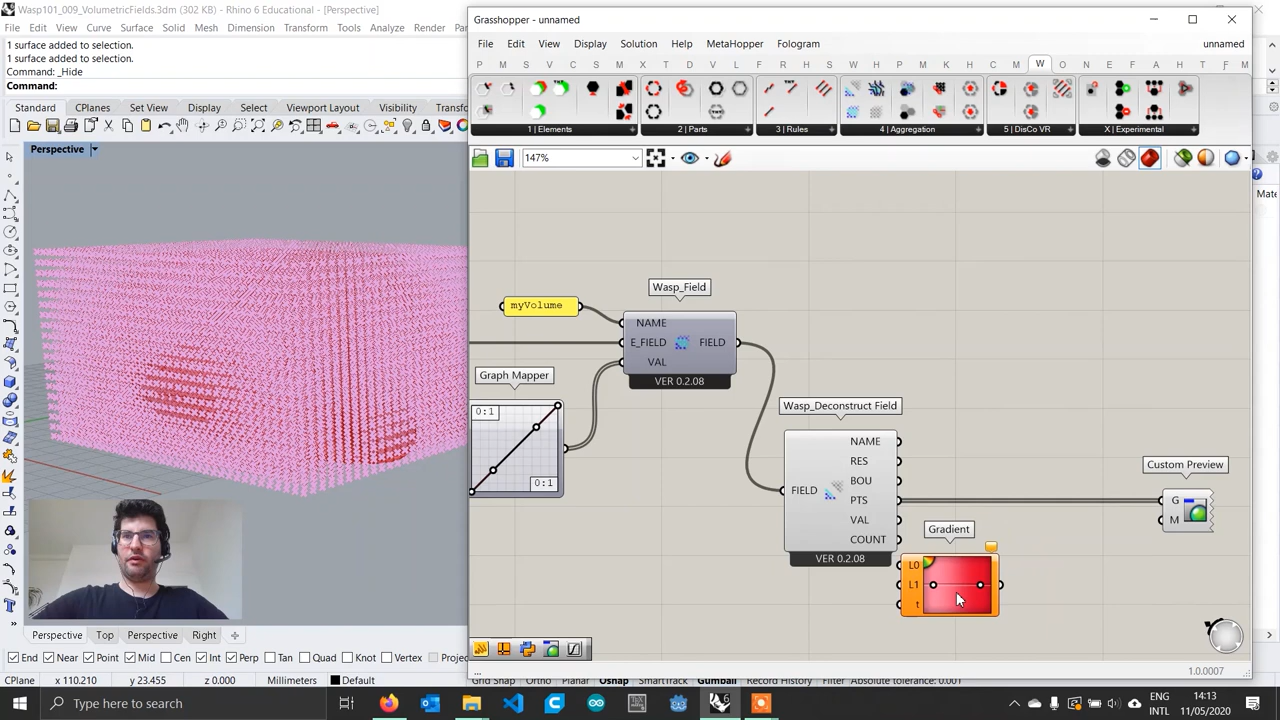 Wasp101_009_VolumetricFields.3dm (302 KB) - Rhino 6 Educational - [Perspective]
File Edit View Curve Surface Solid Mesh Dimension Transform Tools Analyze Render
1 surface added to selection.
1 surface added to selection.
Command: _Hide
Command:
Standard CPlanes Set View Display Select Viewport Layout Visibility
Perspective
Grasshopper - unnamed
File Edit View Display Solution Help MetaHopper Fologram unnamed
W
1 | Elements 2 | Parts 3 | Rules 4 | Aggregation 5 | DisCo VR X | Experimental
147%
Wasp_Field
myVolume
NAME
E_FIELD FIELD
VAL
VER 0.2.08
Graph Mapper
0:1
0:1
Wasp_Deconstruct Field
NAME
RES
BOU
FIELD
PTS
VAL
COUNT
VER 0.2.08
Gradient
L0
L1
t
Custom Preview
G
M
...
1.0.0007
Perspective Top Perspective Right
End Near Point Mid Cen Int Perp Tan Quad Knot Vertex
CPlane x 110.210 y 23.455 z 0.000 Millimeters Default
Grid Snap Ortho Planar Osnap SmartTrack Gumball Record History Filter Absolute tolerance: 0.001
Type here to search
ENG
INTL
14:13
11/05/2020